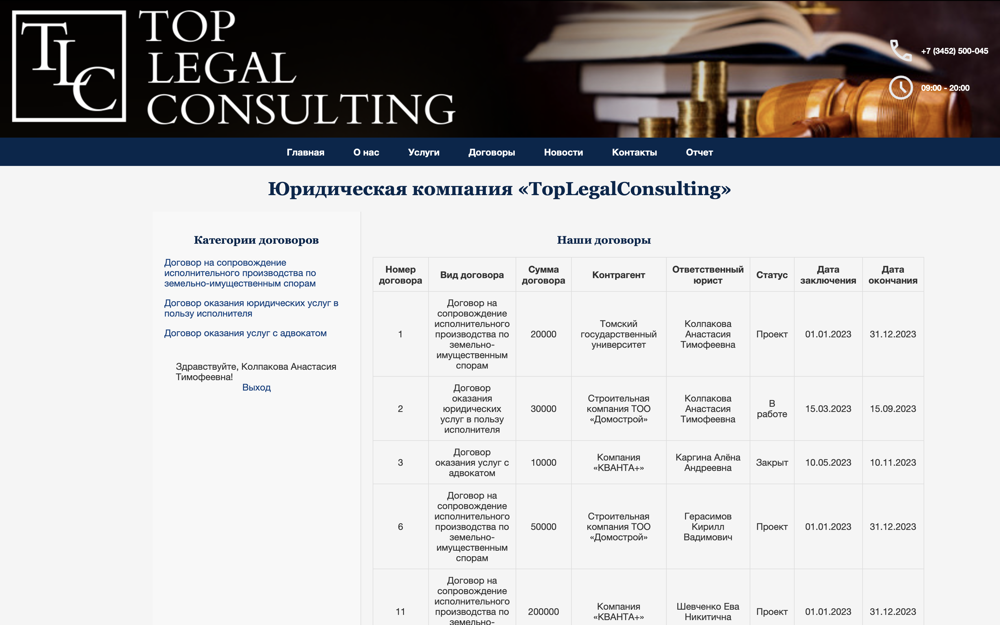 TLC
TOP
LEGAL
CONSULTING
+7 (3452) 500-045
09:00 - 20:00
Главная О нас Услуги Договоры Новости Контакты Отчет
Юридическая компания «TopLegalConsulting»
Категории договоров
Договор на сопровождение
исполнительного производства по
земельно-имущественным спорам
Договор оказания юридических услуг в
пользу исполнителя
Договор оказания услуг с адвокатом
Здравствуйте, Колпакова Анастасия
Тимофеевна!
Выход
Наши договоры
Номер
договора
Вид договора
Сумма
договора
Контрагент
Ответственный
юрист
Статус
Дата
заключения
Дата
окончания
1
Договор на
сопровождение
исполнительного
производства по
земельно-
имущественным
спорам
20000
Томский
государственный
университет
Колпакова
Анастасия
Тимофеевна
Проект
01.01.2023
31.12.2023
2
Договор
оказания
юридических
услуг в пользу
исполнителя
30000
Строительная
компания ТОО
«Домострой»
Колпакова
Анастасия
Тимофеевна
В
работе
15.03.2023
15.09.2023
3
Договор
оказания услуг с
адвокатом
10000
Компания
«КВАНТА+»
Каргина Алёна
Андреевна
Закрыт
10.05.2023
10.11.2023
6
Договор на
сопровождение
исполнительного
производства по
земельно-
имущественным
спорам
50000
Строительная
компания ТОО
«Домострой»
Герасимов
Кирилл
Вадимович
Проект
01.01.2023
31.12.2023
11
Договор на
сопровождение
исполнительного
производства по
земельно-
200000
Компания
«КВАНТА+»
Шевченко Ева
Никитична
Проект
01.01.2023
31.12.2023